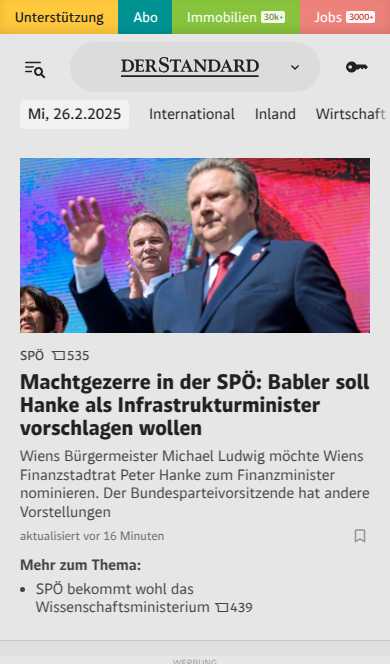 Unterstützung Abo Immobilien 30k+ Jobs 3000+
DERSTANDARD
Mi, 26.2.2025 International Inland Wirtschaft
SPÖ 535
Machtgezerre in der SPÖ: Babler soll
Hanke als Infrastrukturminister
vorschlagen wollen
Wiens Bürgermeister Michael Ludwig möchte Wiens
Finanzstadtrat Peter Hanke zum Finanzminister
nominieren. Der Bundesparteivorsitzende hat andere
Vorstellungen
aktualisiert vor 16 Minuten
Mehr zum Thema:
• SPÖ bekommt wohl das
Wissenschaftsministerium 439
WERBUNG